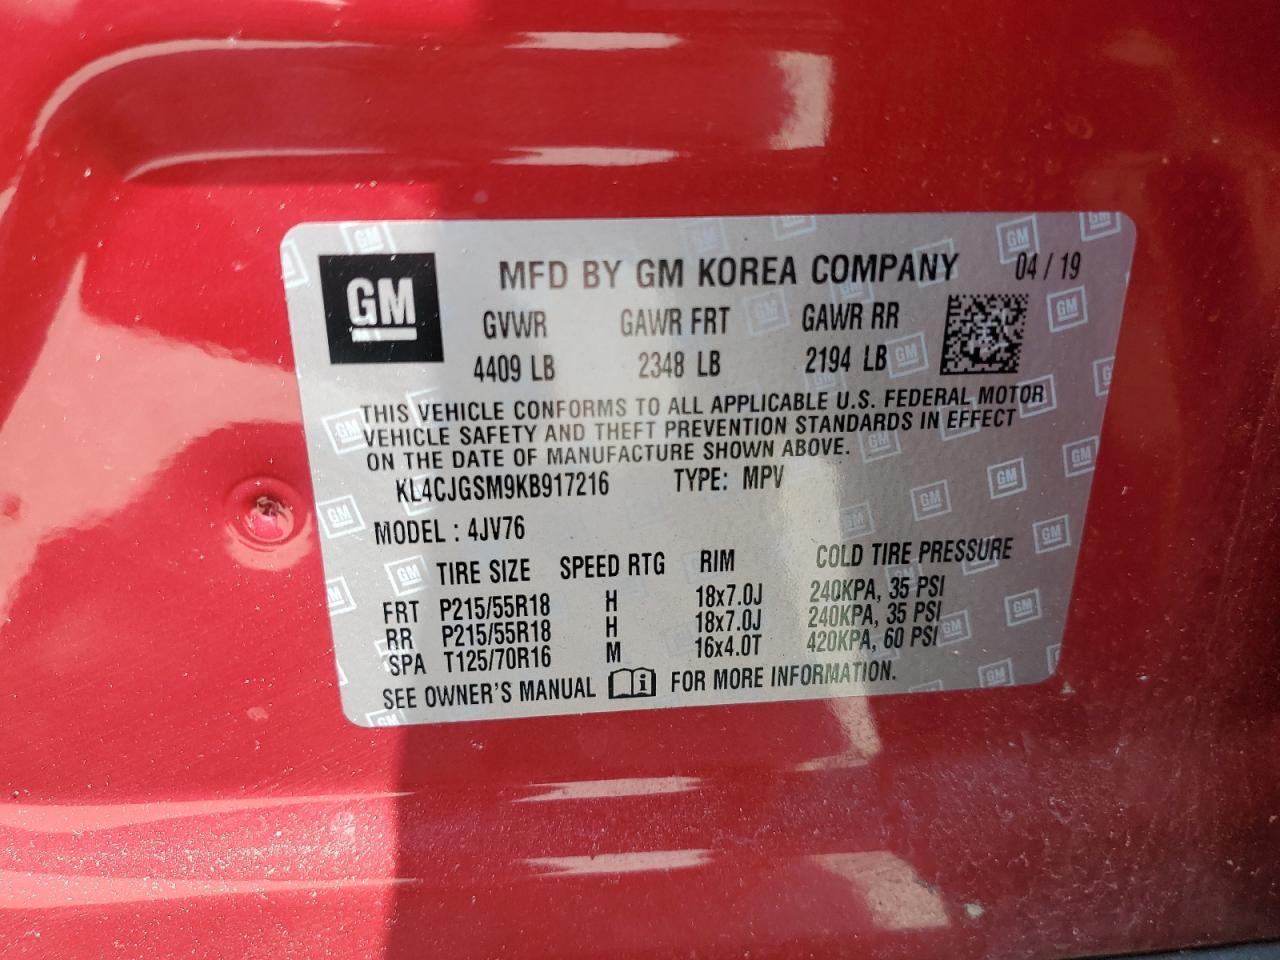 GM
MFD BY GM KOREA COMPANY 04 / 19
GVWR GAWR FRT GAWR RR
4409 LB 2348 LB 2194 LB
THIS VEHICLE CONFORMS TO ALL APPLICABLE U.S. FEDERAL MOTOR
VEHICLE SAFETY AND THEFT PREVENTION STANDARDS IN EFFECT
ON THE DATE OF MANUFACTURE SHOWN ABOVE.
KL4CJGSM9KB917216 TYPE: MPV
MODEL : 4JV76
TIRE SIZE SPEED RTG RIM COLD TIRE PRESSURE
FRT P215/55R18 H 18x7.0J 240KPA, 35 PSI
RR P215/55R18 H 18x7.0J 240KPA, 35 PSI
SPA T125/70R16 M 16x4.0T 420KPA, 60 PSI
SEE OWNER'S MANUAL i FOR MORE INFORMATION.